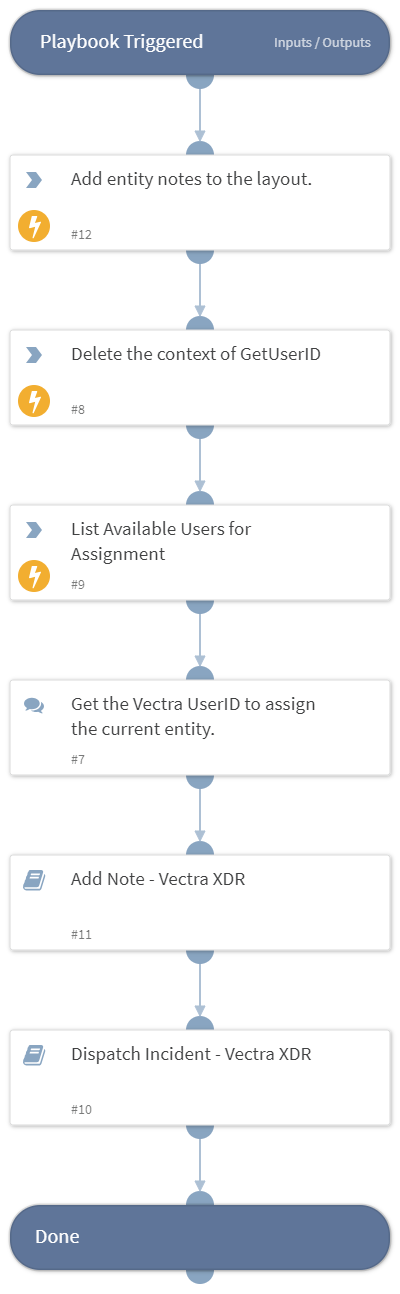 Playbook Triggered Inputs / Outputs
Add entity notes to the layout.
#12
Delete the context of GetUserID
#8
List Available Users for
Assignment
#9
Get the Vectra UserID to assign
the current entity.
#7
Add Note - Vectra XDR
#11
Dispatch Incident - Vectra XDR
#10
Done